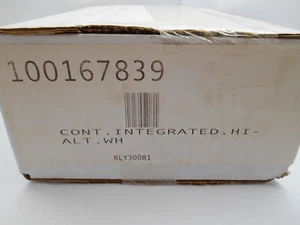 100167839
CONT.INTEGRATED.HI-
ALT.WH
RLY30081